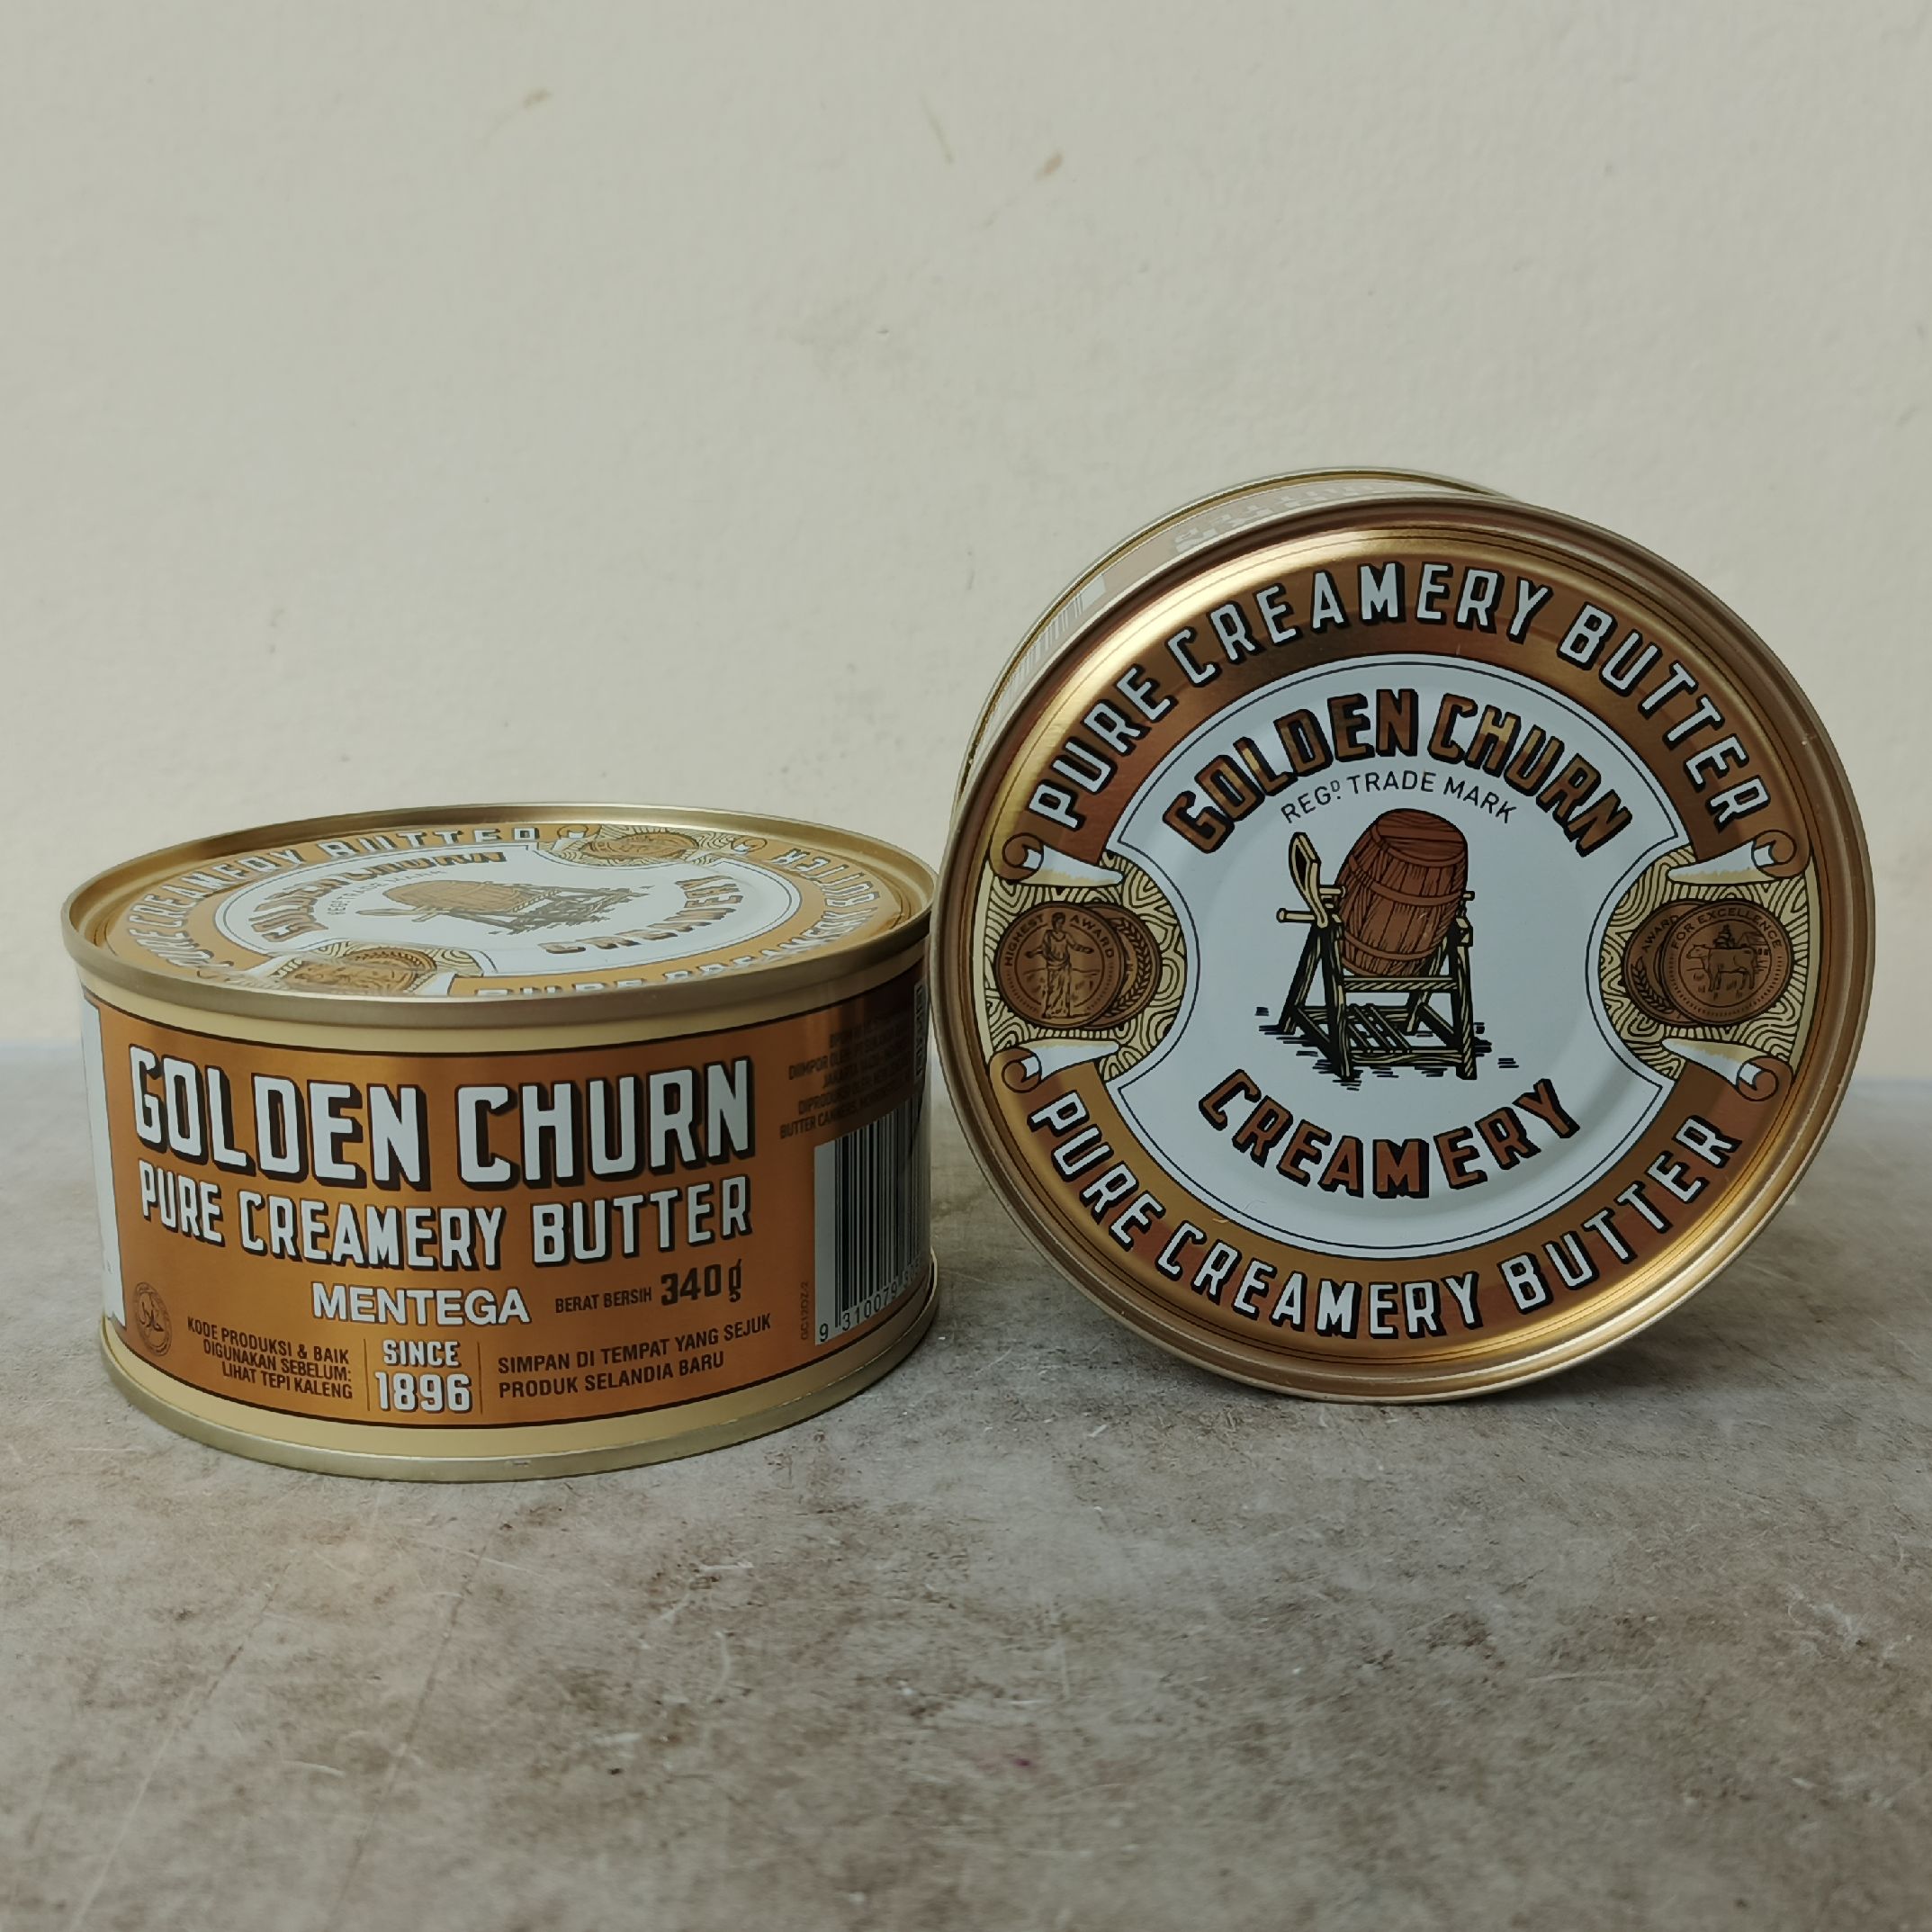 GOLDEN CHURN
PURE CREAMERY BUTTER
MENTEGA
BERAT BERSIH 340g
KODE PRODUKSI & BAIK
DIGUNAKAN SEBELUM:
LIHAT TEPI KALENG
SINCE
1896
SIMPAN DI TEMPAT YANG SEJUK
PRODUK SELANDIA BARU
PURE CREAMERY BUTTER
GOLDEN CHURN
REGD TRADE MARK
HIGHEST AWARD
AWARD
FOR EXCELLENCE
CREAMERY
PURE CREAMERY BUTTER